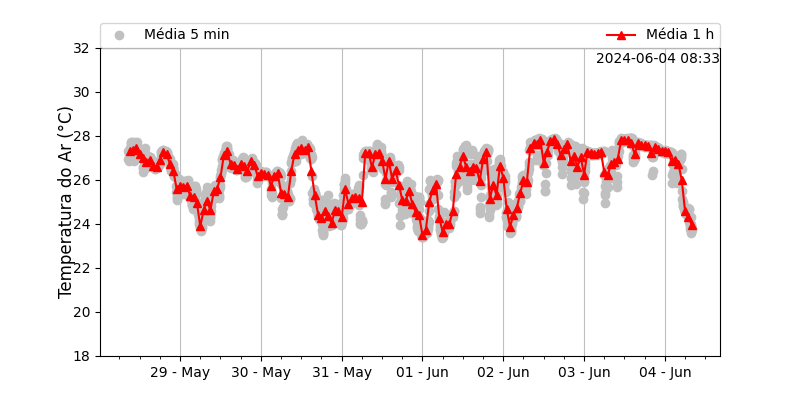 Média 5 min
Média 1 h
2024-06-04 08:33
Temperatura do Ar (°C)
32
30
28
26
24
22
20
18
29 - May
30 - May
31 - May
01 - Jun
02 - Jun
03 - Jun
04 - Jun